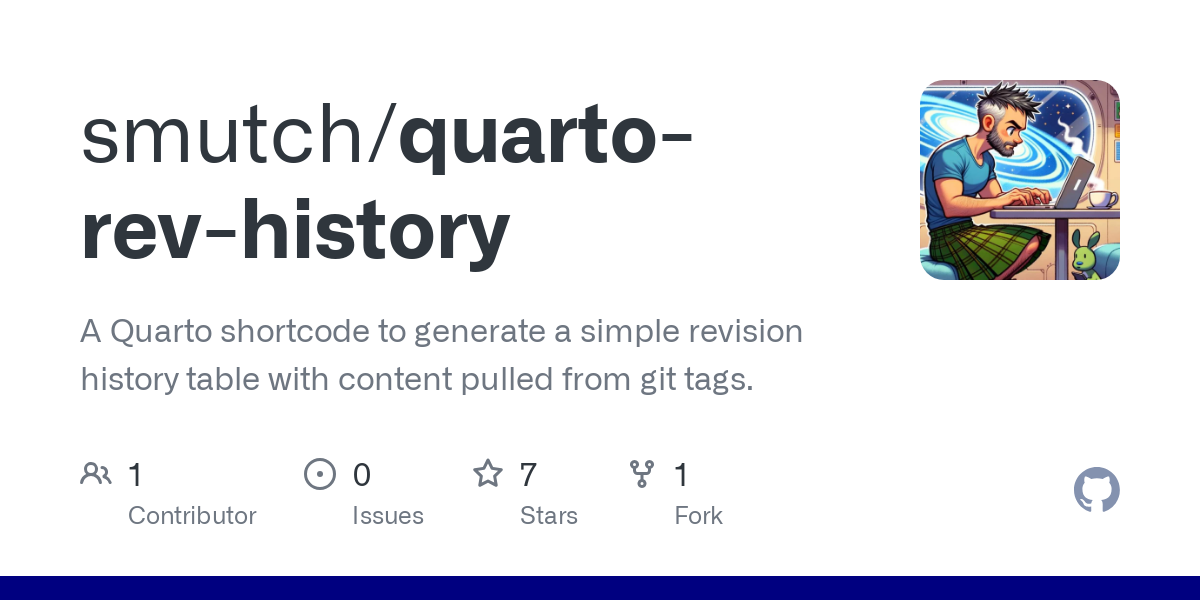 smutch/quarto-
rev-history
A Quarto shortcode to generate a simple revision
history table with content pulled from git tags.
1 0 7 1
Contributor Issues Stars Fork